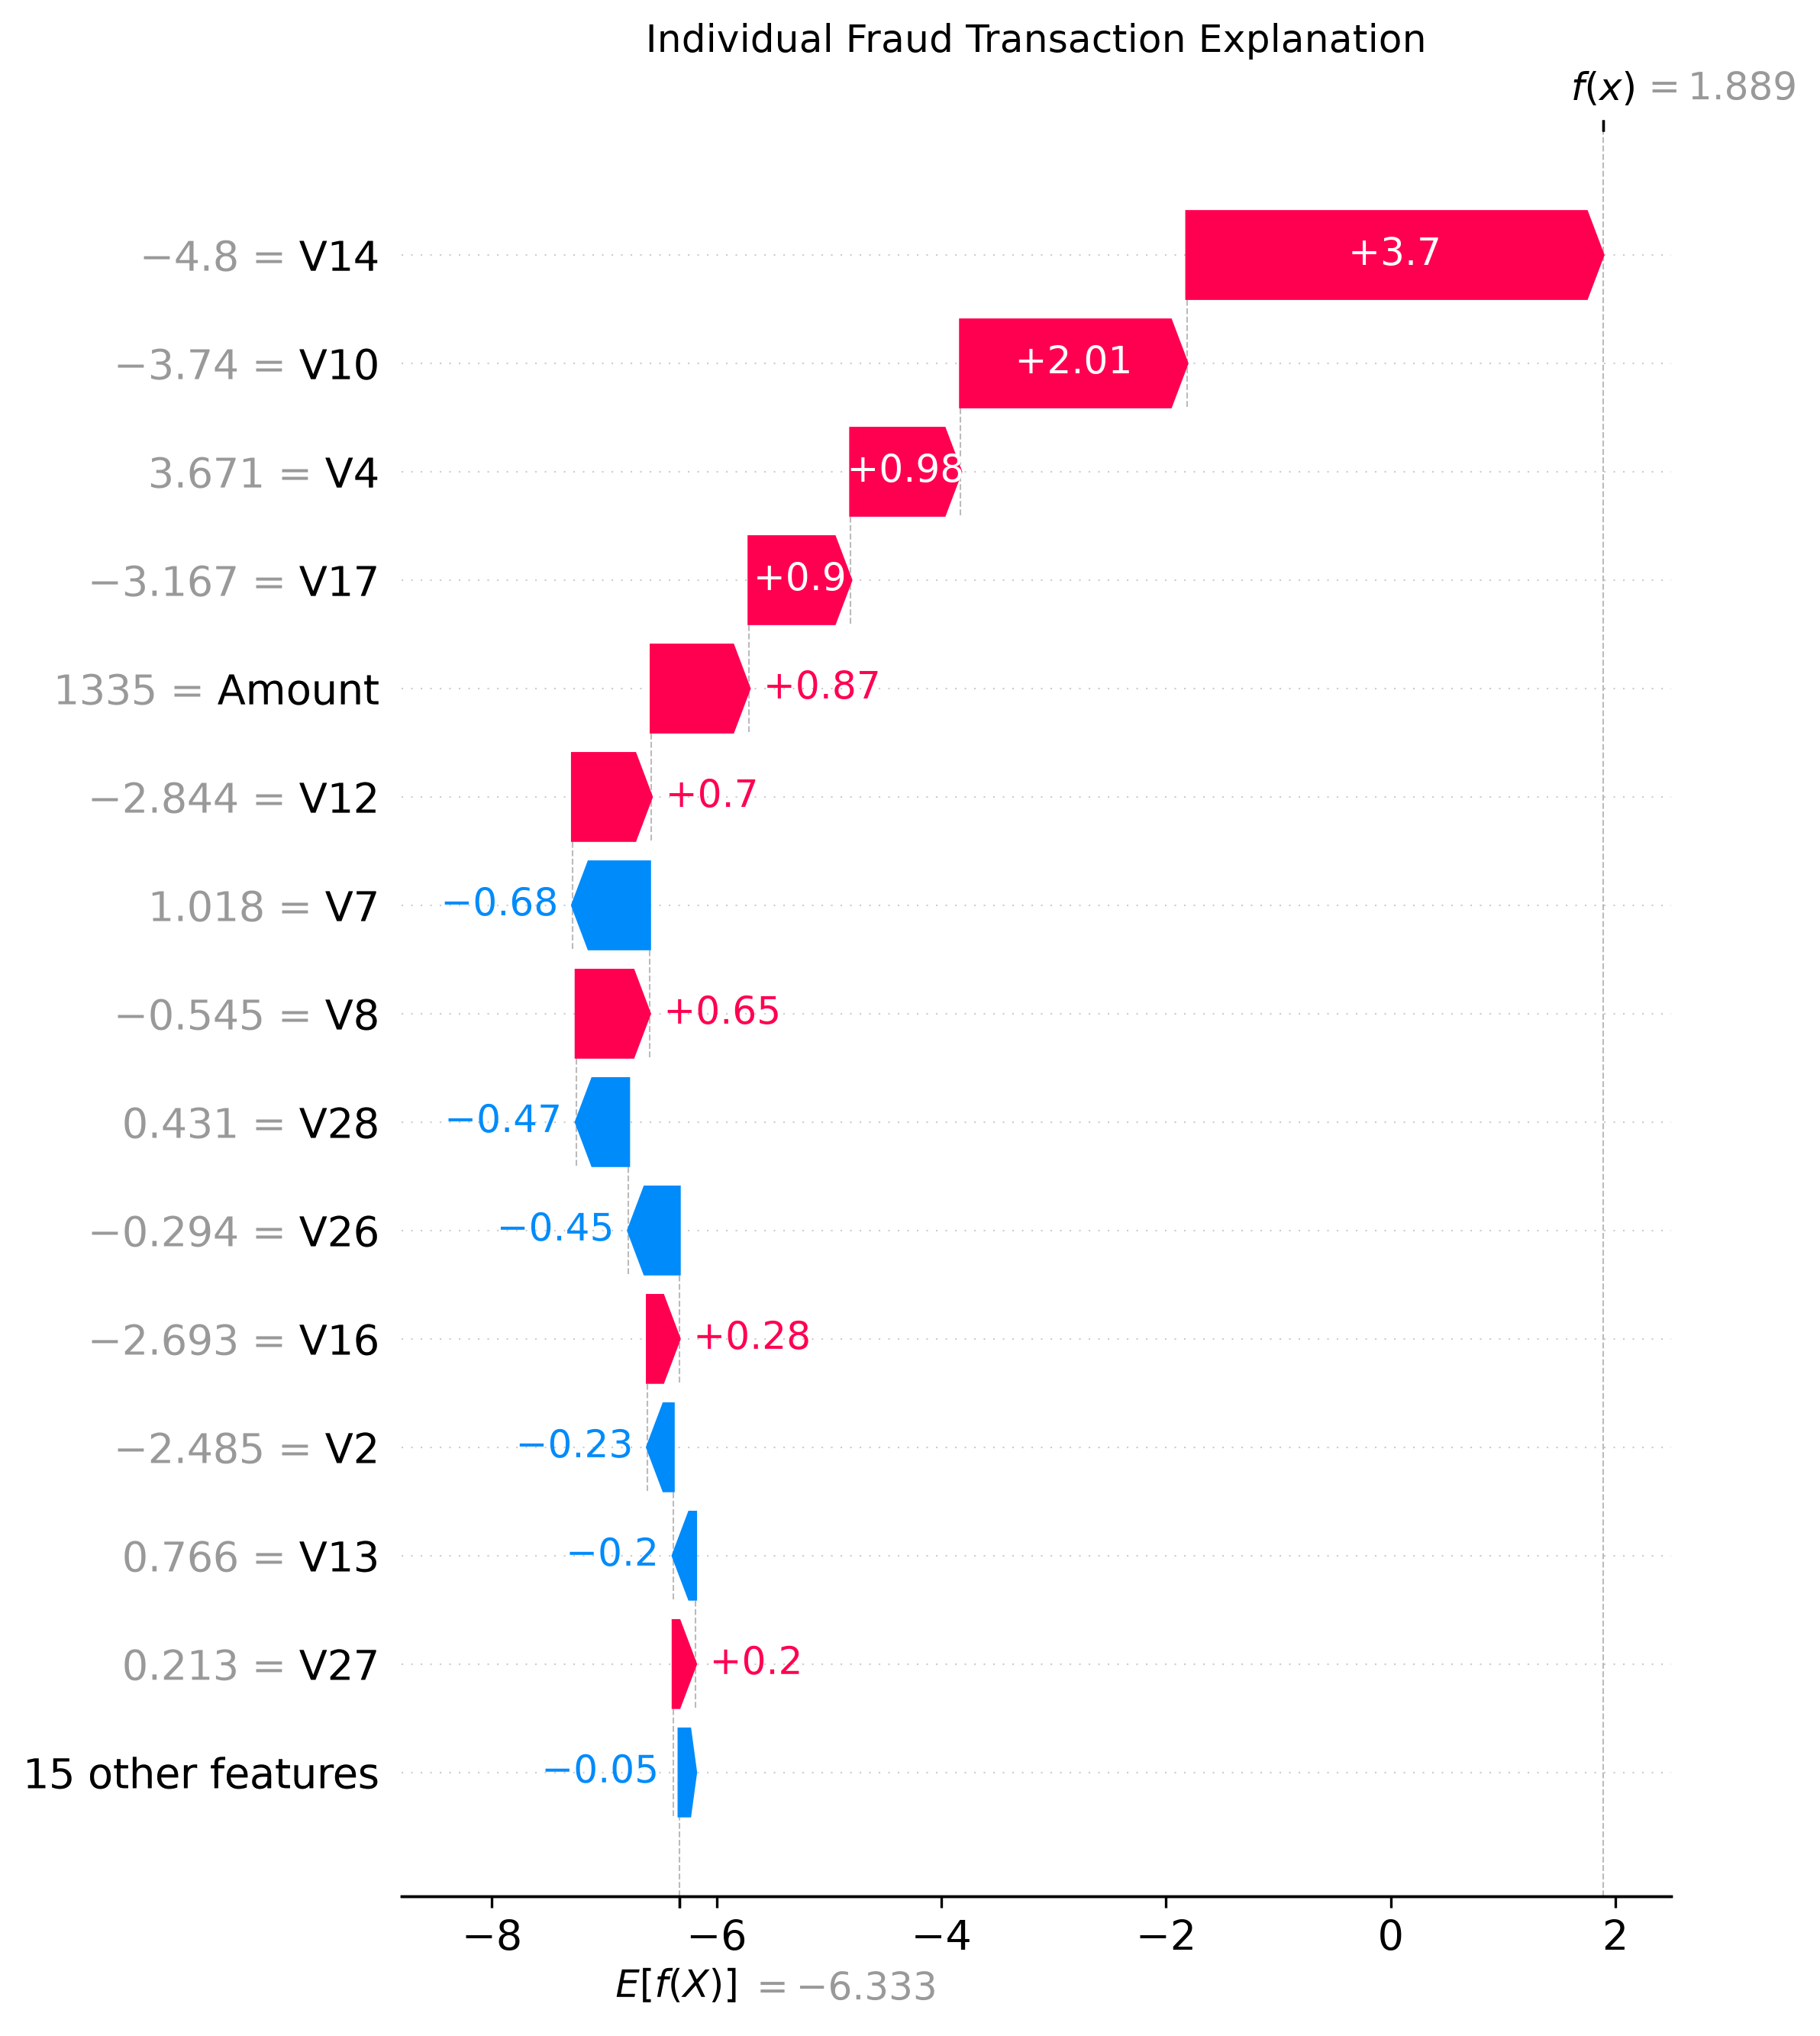 Individual Fraud Transaction Explanation
f(x) = 1.889
−4.8 = V14 +3.7
−3.74 = V10 +2.01
3.671 = V4 +0.98
−3.167 = V17 +0.9
1335 = Amount +0.87
−2.844 = V12 +0.7
1.018 = V7 −0.68
−0.545 = V8 +0.65
0.431 = V28 −0.47
−0.294 = V26 −0.45
−2.693 = V16 +0.28
−2.485 = V2 −0.23
0.766 = V13 −0.2
0.213 = V27 +0.2
15 other features −0.05
−8 −6 −4 −2 0 2
E[f(X)] = −6.333